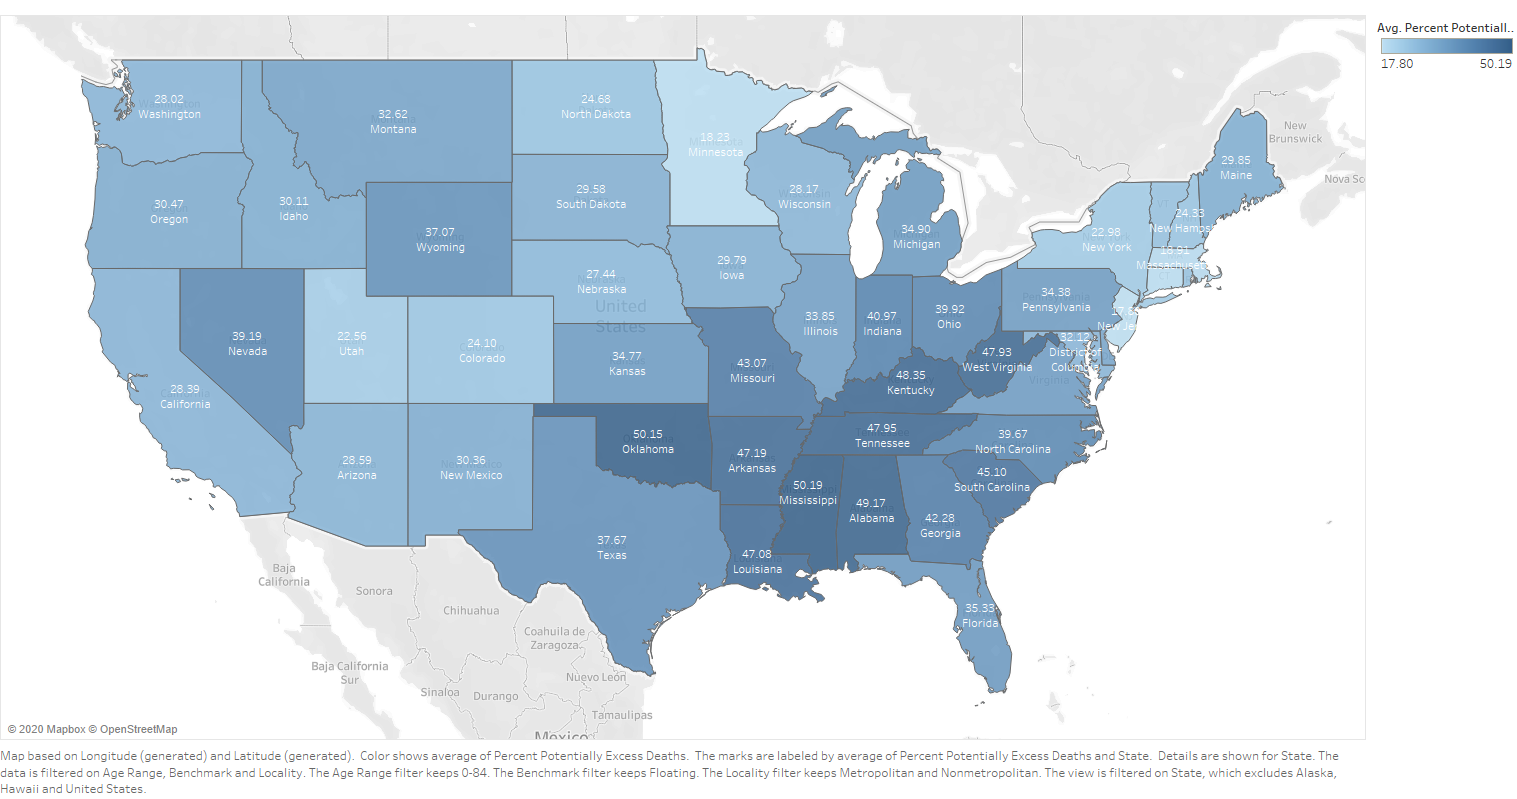 Avg. Percent Potentiall..
17.80
50.19
28.02
Washington
32.62
Montana
24.68
North Dakota
18.23
Minnesota
29.85
Maine
New
Brunswick
Nova Sc
30.47
Oregon
30.11
Idaho
37.07
Wyoming
29.58
South Dakota
28.17
Wisconsin
34.90
Michigan
22.98
New York
VT
24.33
New Hamps
18.91
Massachuset
CT
27.44
Nebraska
United
States
29.79
Iowa
39.19
Nevada
22.56
Utah
24.10
Colorado
34.77
Kansas
43.07
Missouri
33.85
Illinois
40.97
Indiana
39.92
Ohio
34.38
Pennsylvania
New Je
32.12
District of
Columb
47.93
West Virginia
Virginia
48.35
Kentucky
28.39
California
28.59
Arizona
30.36
New Mexico
50.15
Oklahoma
47.19
Arkansas
47.95
Tennessee
39.67
North Carolina
45.10
South Carolina
50.19
Mississippi
49.17
Alabama
42.28
Georgia
37.67
Texas
47.08
Louisiana
35.33
Florida
Baja
California
Sonora
Chihuahua
Coahuila de
Zaragoza
Baja California
Sur
Sinaloa
Durango
Nuevo León
Tamaulipas
Mexico
© 2020 Mapbox © OpenStreetMap
Map based on Longitude (generated) and Latitude (generated).  Color shows average of Percent Potentially Excess Deaths.  The marks are labeled by average of Percent Potentially Excess Deaths and State.  Details are shown for State. The
data is filtered on Age Range, Benchmark and Locality. The Age Range filter keeps 0-84. The Benchmark filter keeps Floating. The Locality filter keeps Metropolitan and Nonmetropolitan. The view is filtered on State, which excludes Alaska,
Hawaii and United States.